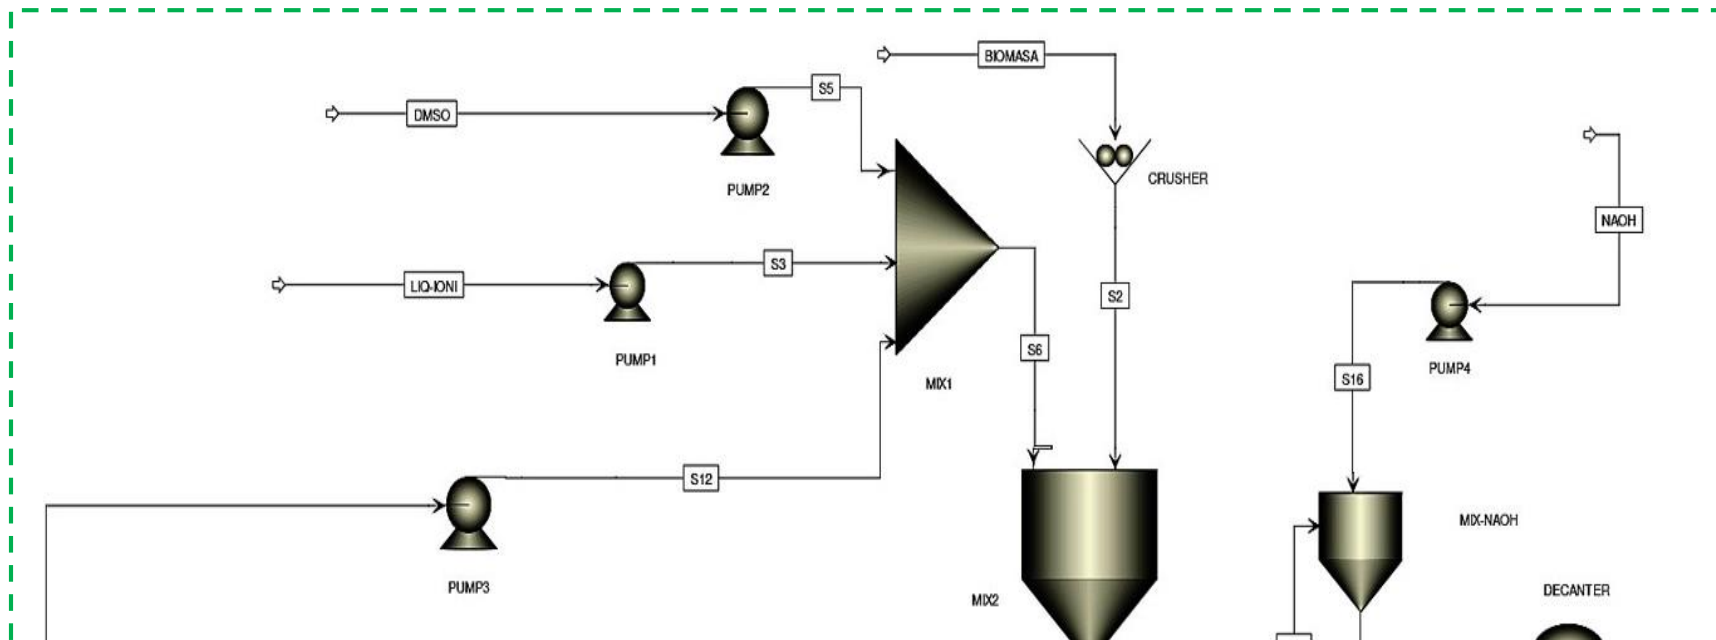 BIOMASA
S5
DMSO
PUMP2
CRUSHER
NAOH
S3
LIQ-IONI
S2
PUMP1
S6
PUMP4
S16
MIX1
S12
MIX-NAOH
PUMP3
DECANTER
MIX2